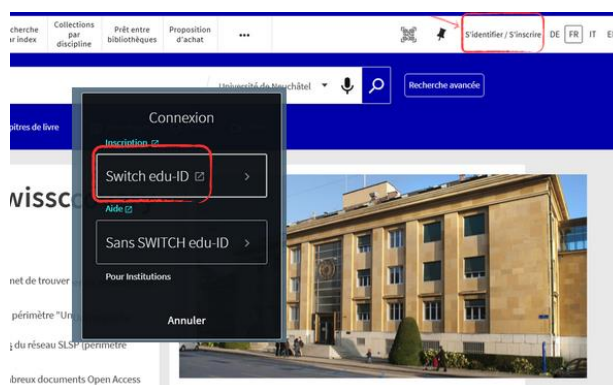 cherche
r index
Collections
par
discipline
Prêt entre
bibliothèques
Proposition
d'achat
S'identifier / S'inscrire
DE FR IT
Université de Neuchâtel
Recherche avancée
pitres de livre
Connexion
Inscription
Switch edu-ID
Aide
Sans SWITCH edu-ID
Pour Institutions
Annuler
wissc
net de trouver
périmètre "Un
du réseau SLSP (périmètre
breux documents Open Access